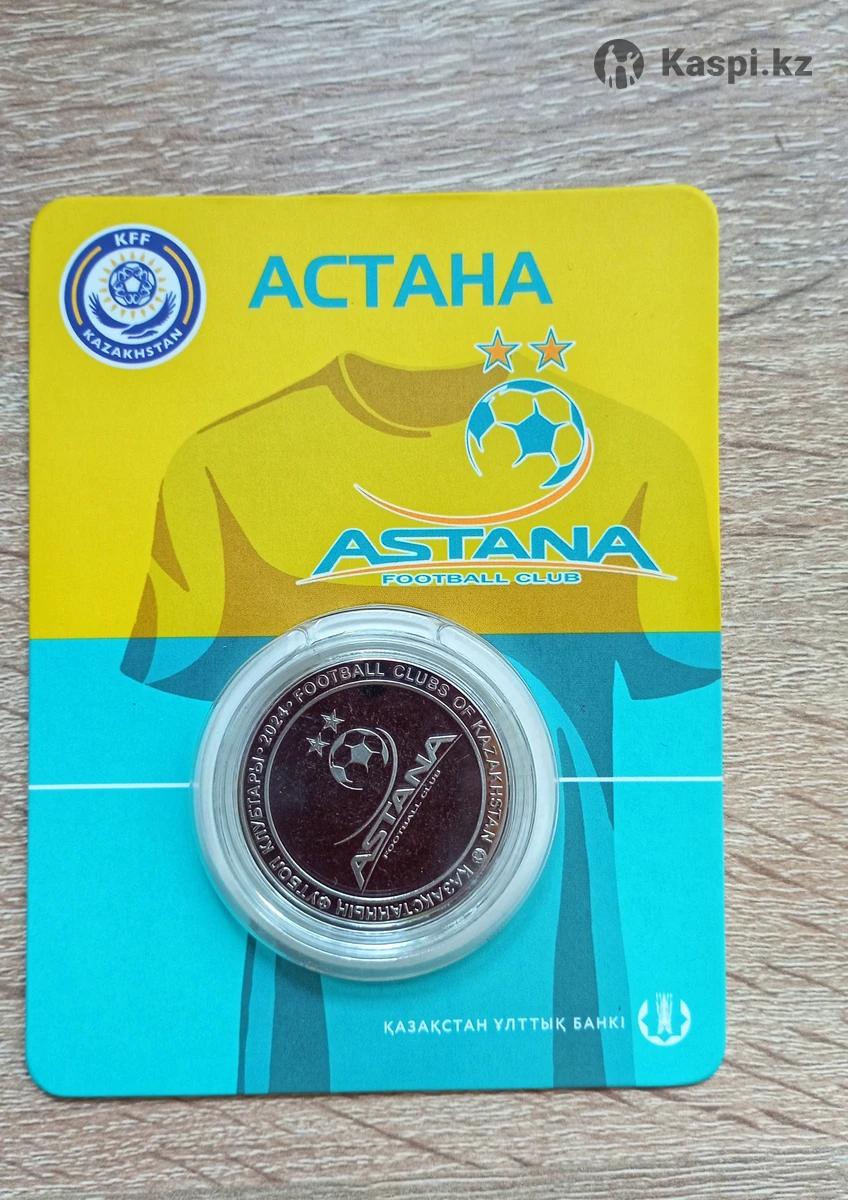 Kaspi.kz
KFF
KAZAKHSTAN
АСТАНА
ASTANA
FOOTBALL CLUB
• 2024 • FOOTBALL CLUBS OF KAZAKHSTAN
ҚАЗАҚСТАННЫҢ ФУТБОЛ КЛУБТАРЫ
ASTANA
FOOTBALL CLUB
ҚАЗАҚСТАН ҰЛТТЫҚ БАНКІ